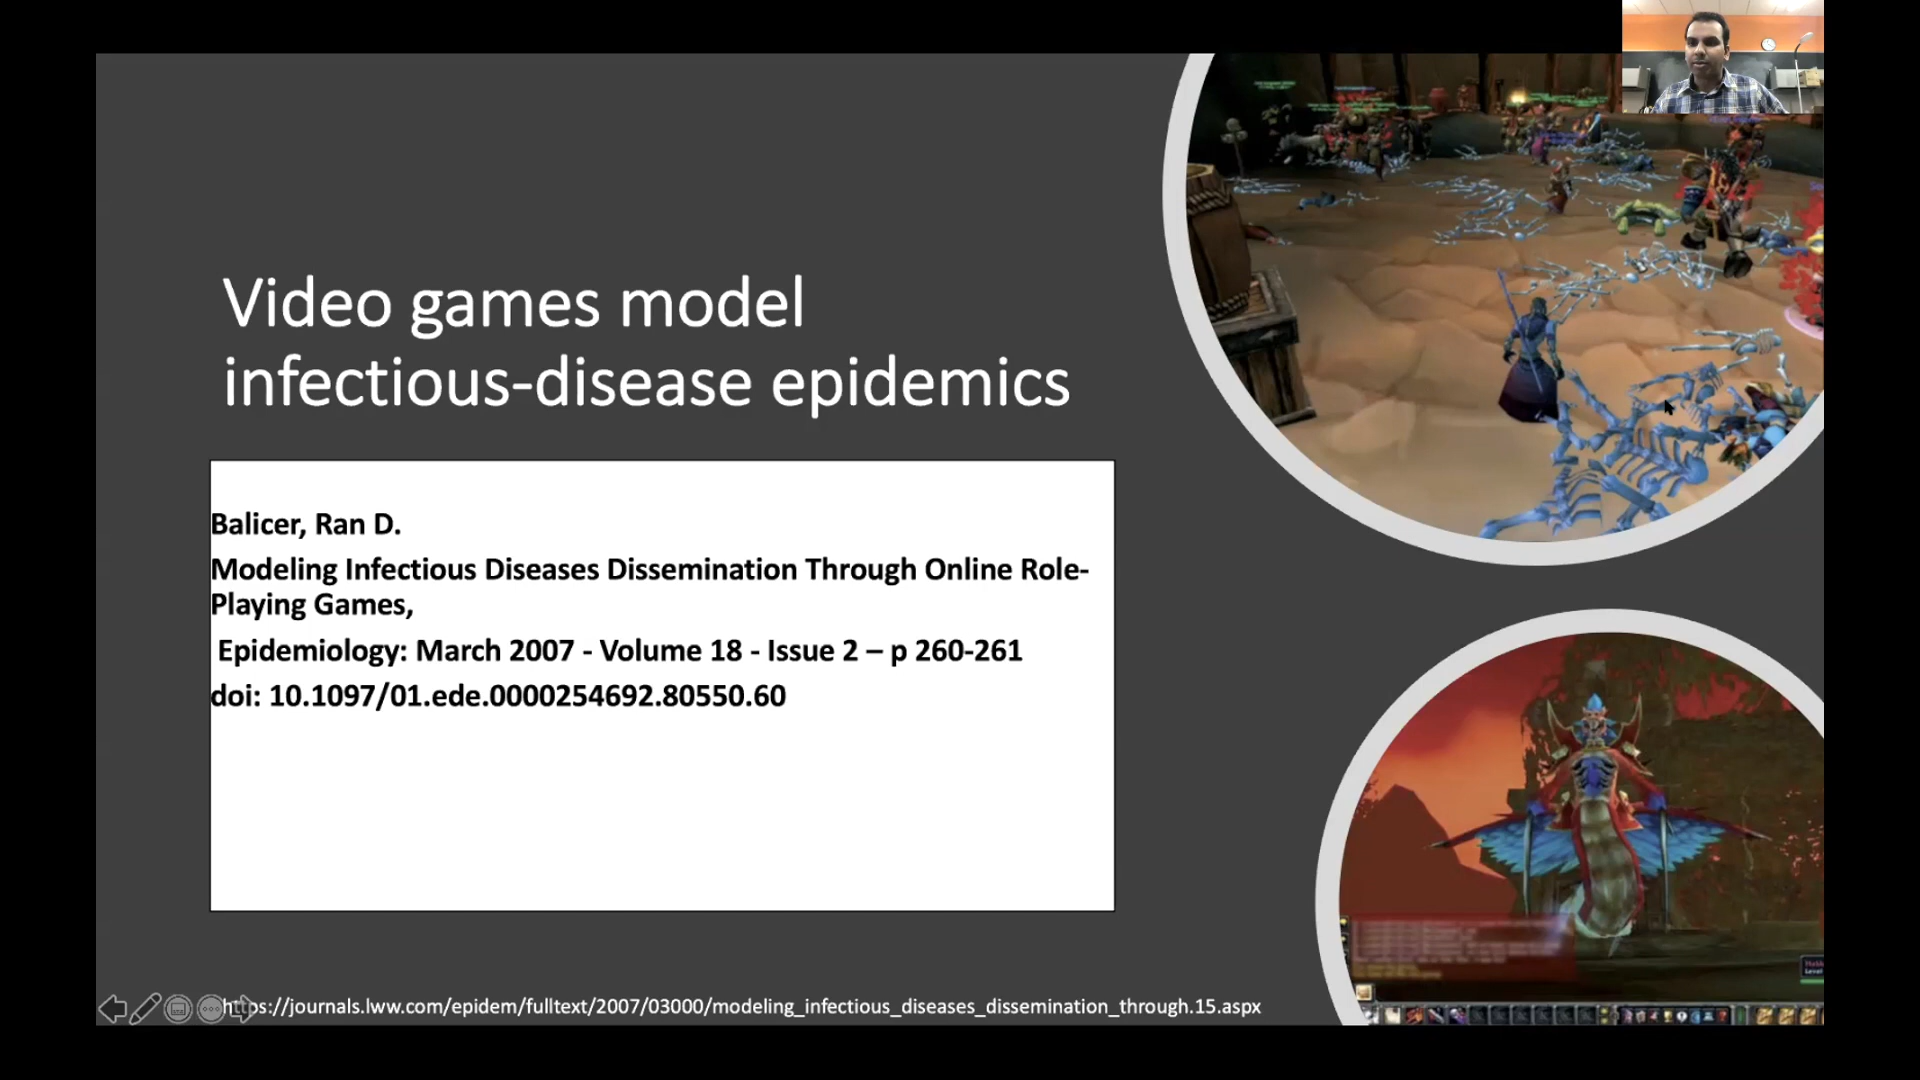 Video games model
infectious-disease epidemics
Balicer, Ran D.
Modeling Infectious Diseases Dissemination Through Online Role-
Playing Games,
Epidemiology: March 2007 - Volume 18 - Issue 2 – p 260-261
doi: 10.1097/01.ede.0000254692.80550.60
https://journals.lww.com/epidem/fulltext/2007/03000/modeling_infectious_diseases_dissemination_through.15.aspx